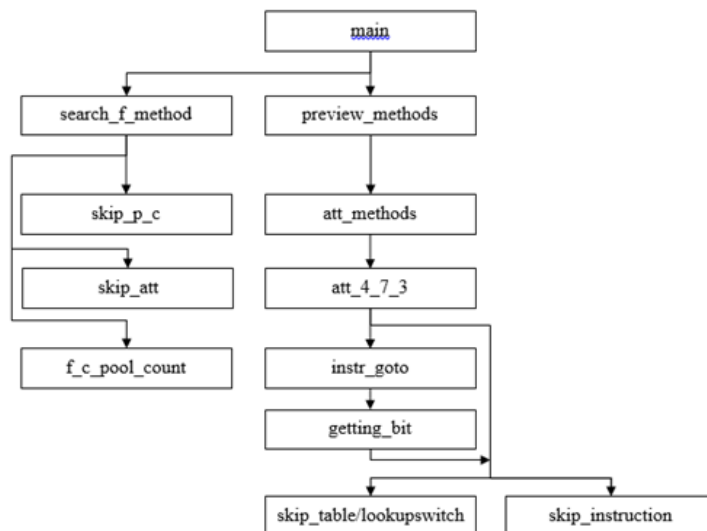 main
search_f_method
preview_methods
skip_p_c
att_methods
skip_att
att_4_7_3
f_c_pool_count
instr_goto
getting_bit
skip_table/lookupswitch
skip_instruction